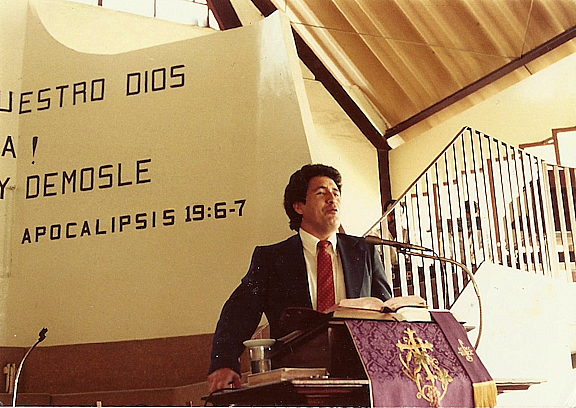 UESTRO DIOS
A !
Y DEMOSLE
APOCALIPSIS 19:6-7